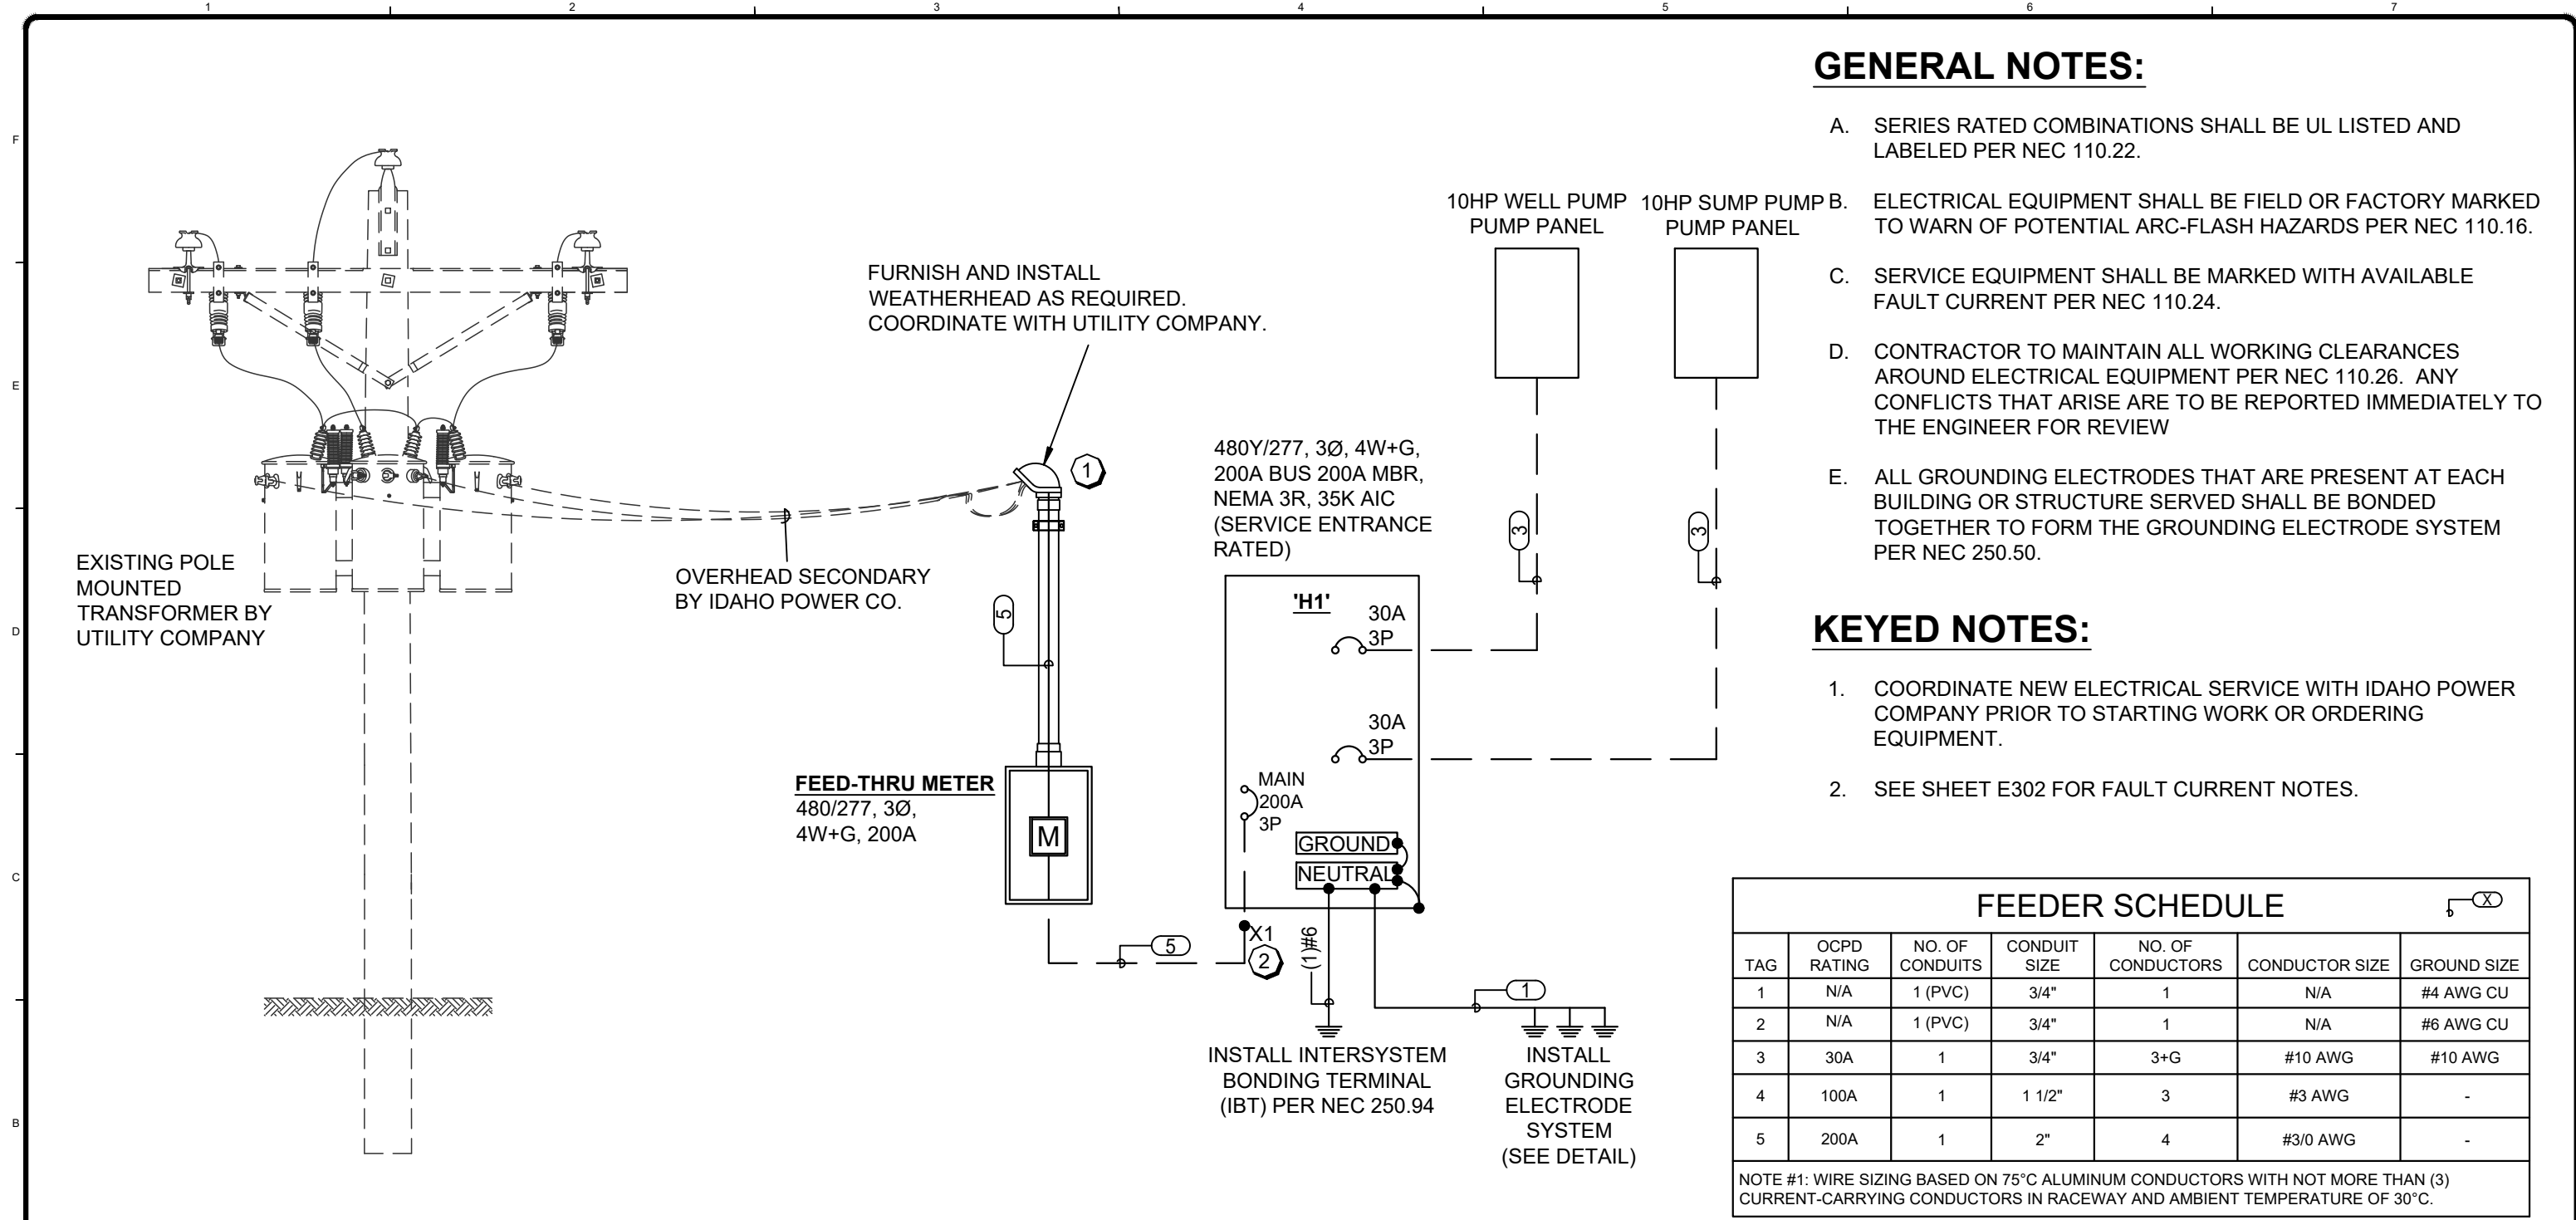 1 2 3 4 5 6 7
F
E
D
C
B
EXISTING POLE
MOUNTED
TRANSFORMER BY
UTILITY COMPANY
FURNISH AND INSTALL
WEATHERHEAD AS REQUIRED.
COORDINATE WITH UTILITY COMPANY.
1
OVERHEAD SECONDARY
BY IDAHO POWER CO.
5
FEED-THRU METER
480/277, 3Ø,
4W+G, 200A
M
5
480Y/277, 3Ø, 4W+G,
200A BUS 200A MBR,
NEMA 3R, 35K AIC
(SERVICE ENTRANCE
RATED)
'H1'
30A
3P
30A
3P
MAIN
200A
3P
GROUND
NEUTRAL
X1
2
(1)#6
1
INSTALL INTERSYSTEM
BONDING TERMINAL
(IBT) PER NEC 250.94
INSTALL
GROUNDING
ELECTRODE
SYSTEM
(SEE DETAIL)
10HP WELL PUMP
PUMP PANEL
10HP SUMP PUMP
PUMP PANEL
3
3
GENERAL NOTES:
A. SERIES RATED COMBINATIONS SHALL BE UL LISTED AND
LABELED PER NEC 110.22.
B. ELECTRICAL EQUIPMENT SHALL BE FIELD OR FACTORY MARKED
TO WARN OF POTENTIAL ARC-FLASH HAZARDS PER NEC 110.16.
C. SERVICE EQUIPMENT SHALL BE MARKED WITH AVAILABLE
FAULT CURRENT PER NEC 110.24.
D. CONTRACTOR TO MAINTAIN ALL WORKING CLEARANCES
AROUND ELECTRICAL EQUIPMENT PER NEC 110.26. ANY
CONFLICTS THAT ARISE ARE TO BE REPORTED IMMEDIATELY TO
THE ENGINEER FOR REVIEW
E. ALL GROUNDING ELECTRODES THAT ARE PRESENT AT EACH
BUILDING OR STRUCTURE SERVED SHALL BE BONDED
TOGETHER TO FORM THE GROUNDING ELECTRODE SYSTEM
PER NEC 250.50.
KEYED NOTES:
1. COORDINATE NEW ELECTRICAL SERVICE WITH IDAHO POWER
COMPANY PRIOR TO STARTING WORK OR ORDERING
EQUIPMENT.
2. SEE SHEET E302 FOR FAULT CURRENT NOTES.
FEEDER SCHEDULE X
TAG OCPD RATING NO. OF CONDUITS CONDUIT SIZE NO. OF CONDUCTORS CONDUCTOR SIZE GROUND SIZE
1 N/A 1 (PVC) 3/4" 1 N/A #4 AWG CU
2 N/A 1 (PVC) 3/4" 1 N/A #6 AWG CU
3 30A 1 3/4" 3+G #10 AWG #10 AWG
4 100A 1 1 1/2" 3 #3 AWG -
5 200A 1 2" 4 #3/0 AWG -
NOTE #1: WIRE SIZING BASED ON 75°C ALUMINUM CONDUCTORS WITH NOT MORE THAN (3)
CURRENT-CARRYING CONDUCTORS IN RACEWAY AND AMBIENT TEMPERATURE OF 30°C.